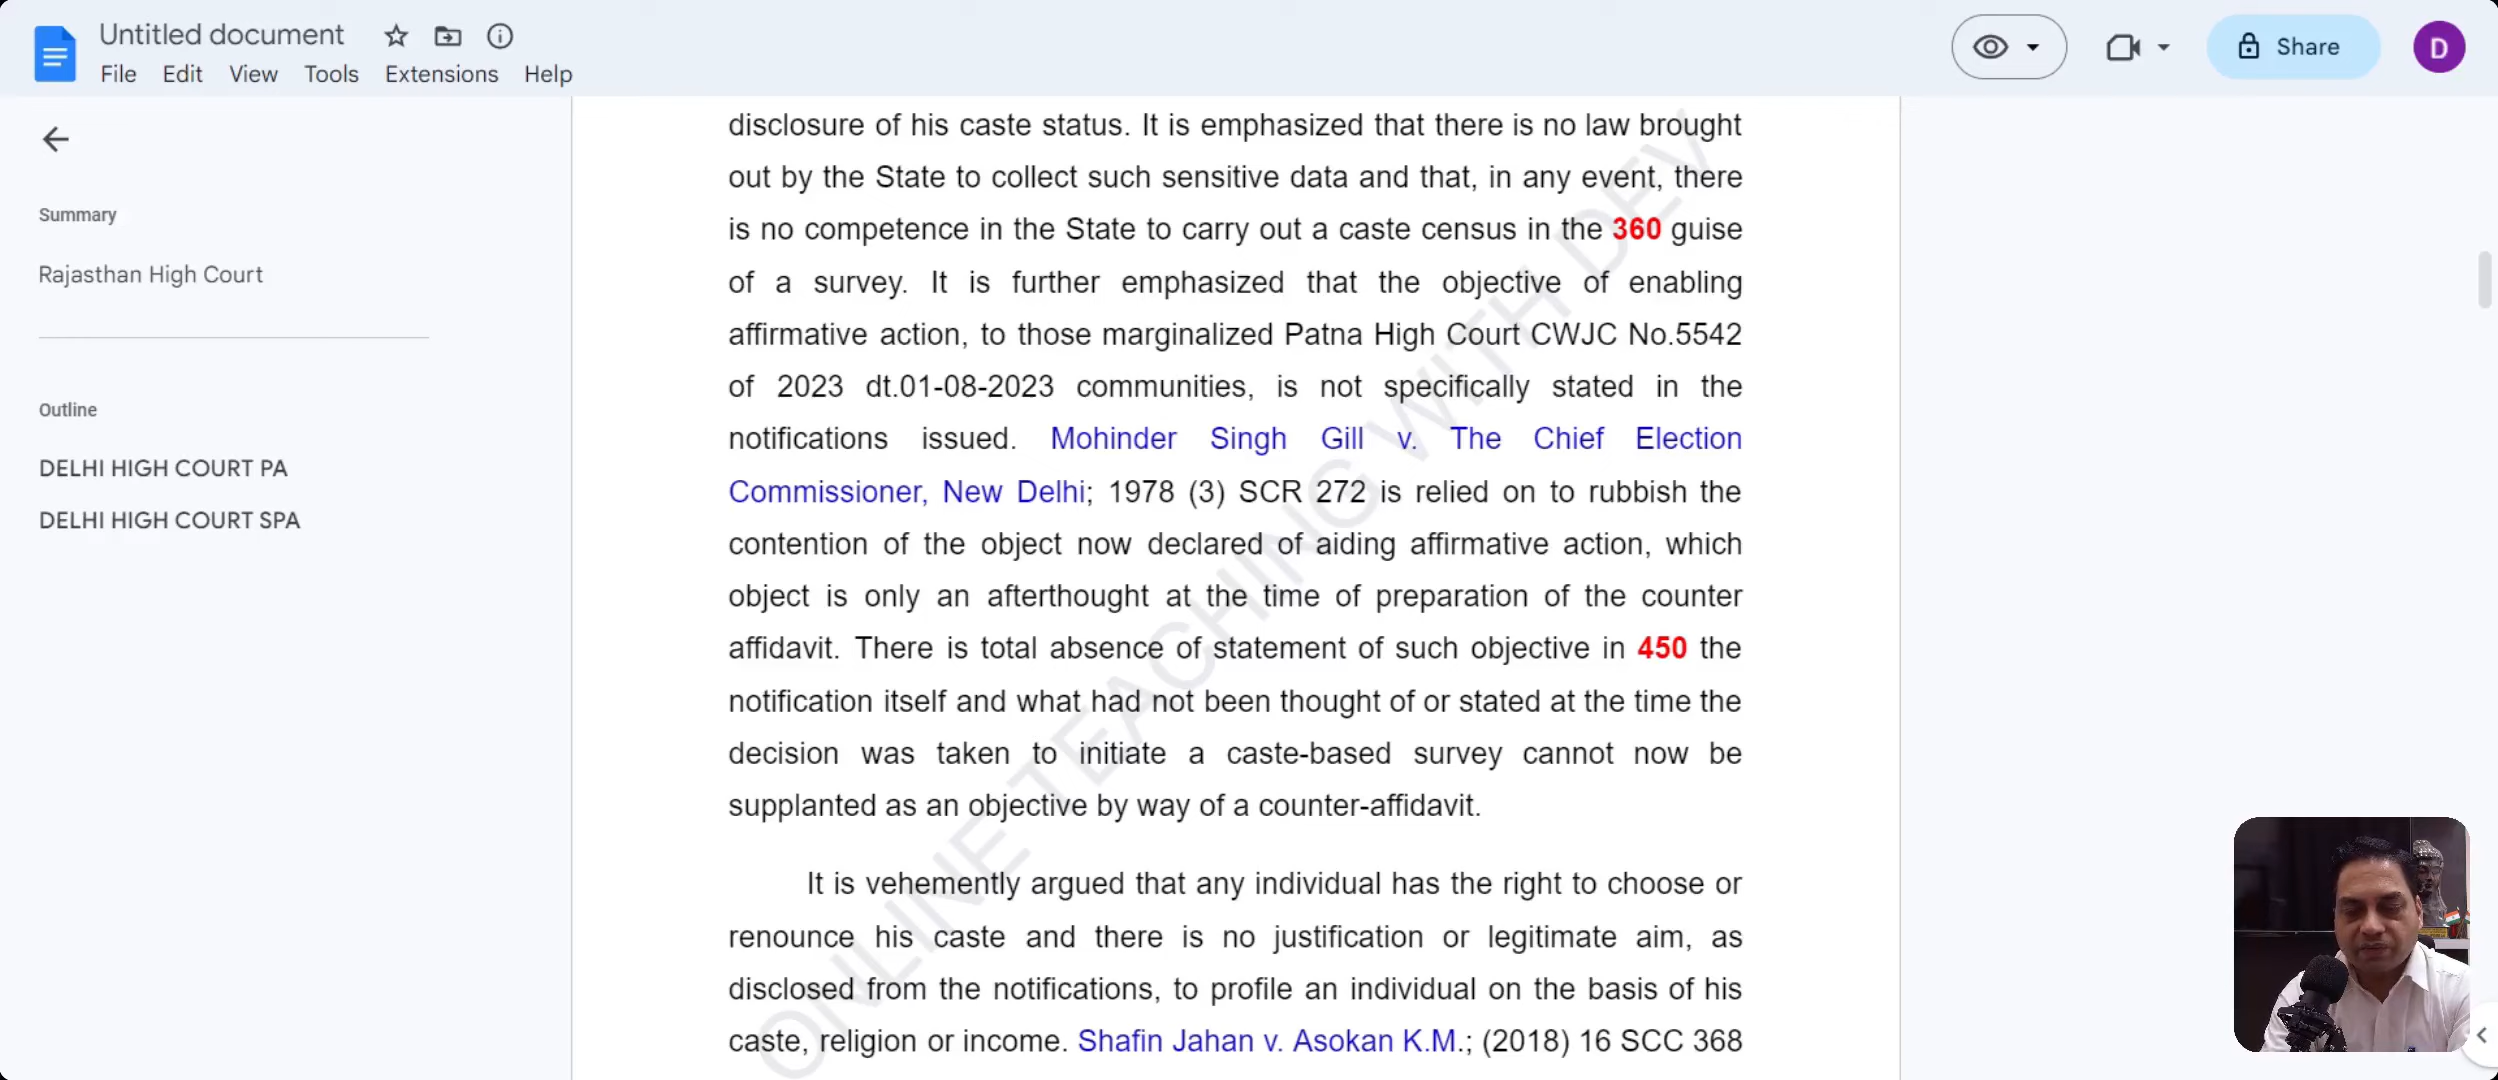 Untitled document
File Edit View Tools Extensions Help
Share
D
Summary
Rajasthan High Court
Outline
DELHI HIGH COURT PA
DELHI HIGH COURT SPA
disclosure of his caste status. It is emphasized that there is no law brought
out by the State to collect such sensitive data and that, in any event, there
is no competence in the State to carry out a caste census in the 360 guise
of a survey. It is further emphasized that the objective of enabling
affirmative action, to those marginalized Patna High Court CWJC No.5542
of 2023 dt.01-08-2023 communities, is not specifically stated in the
notifications issued. Mohinder Singh Gill v. The Chief Election
Commissioner, New Delhi; 1978 (3) SCR 272 is relied on to rubbish the
contention of the object now declared of aiding affirmative action, which
object is only an afterthought at the time of preparation of the counter
affidavit. There is total absence of statement of such objective in 450 the
notification itself and what had not been thought of or stated at the time the
decision was taken to initiate a caste-based survey cannot now be
supplanted as an objective by way of a counter-affidavit.
It is vehemently argued that any individual has the right to choose or
renounce his caste and there is no justification or legitimate aim, as
disclosed from the notifications, to profile an individual on the basis of his
caste, religion or income. Shafin Jahan v. Asokan K.M.; (2018) 16 SCC 368
ONLINE TEACHING WITH DEV